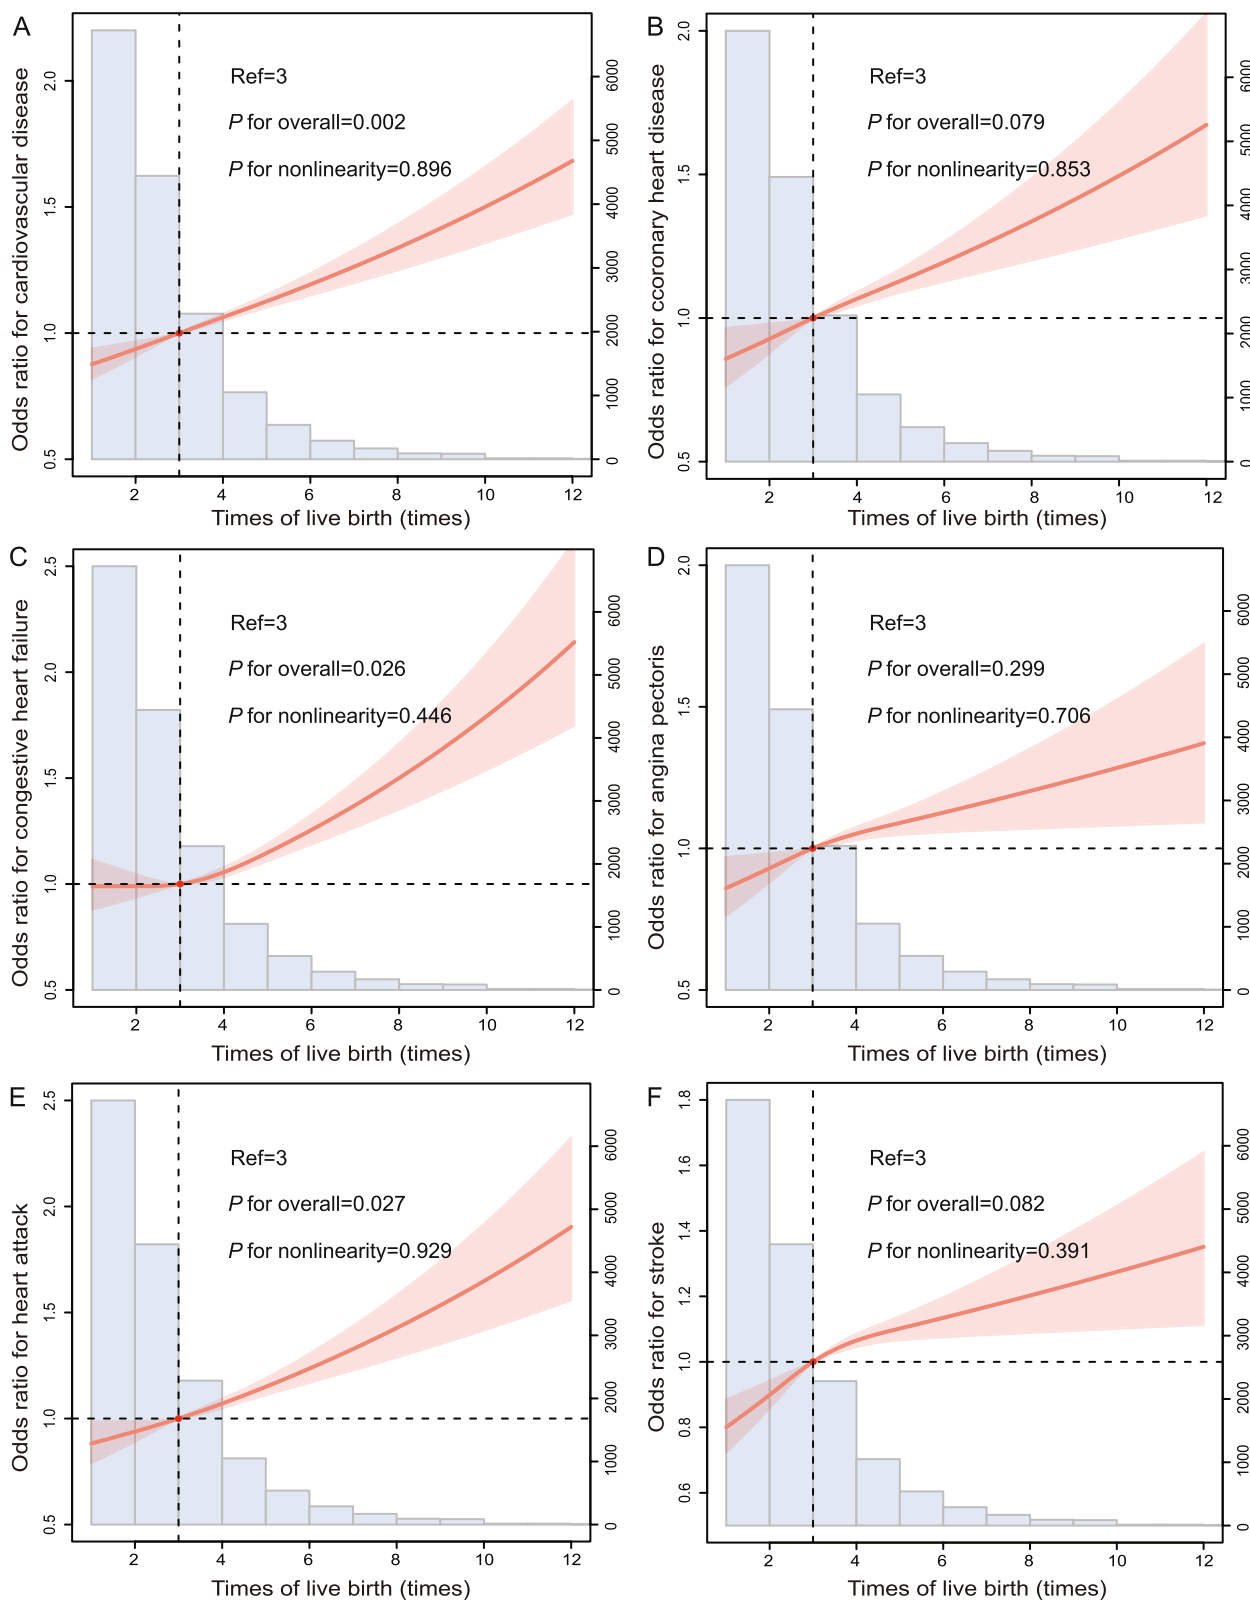 A
Odds ratio for cardiovascular disease
0.5 1.0 1.5 2.0
Ref=3
P for overall=0.002
P for nonlinearity=0.896
0 1000 2000 3000 4000 5000 6000
2 4 6 8 10 12
Times of live birth (times)
B
Odds ratio for ccoronary heart disease
0.5 1.0 1.5 2.0
Ref=3
P for overall=0.079
P for nonlinearity=0.853
0 1000 2000 3000 4000 5000 6000
2 4 6 8 10 12
Times of live birth (times)
C
Odds ratio for congestive heart failure
0.5 1.0 1.5 2.0 2.5
Ref=3
P for overall=0.026
P for nonlinearity=0.446
0 1000 2000 3000 4000 5000 6000
2 4 6 8 10 12
Times of live birth (times)
D
Odds ratio for angina pectoris
0.5 1.0 1.5 2.0
Ref=3
P for overall=0.299
P for nonlinearity=0.706
0 1000 2000 3000 4000 5000 6000
2 4 6 8 10 12
Times of live birth (times)
E
Odds ratio for heart attack
0.5 1.0 1.5 2.0 2.5
Ref=3
P for overall=0.027
P for nonlinearity=0.929
0 1000 2000 3000 4000 5000 6000
2 4 6 8 10 12
Times of live birth (times)
F
Odds ratio for stroke
0.6 0.8 1.0 1.2 1.4 1.6 1.8
Ref=3
P for overall=0.082
P for nonlinearity=0.391
0 1000 2000 3000 4000 5000 6000
2 4 6 8 10 12
Times of live birth (times)